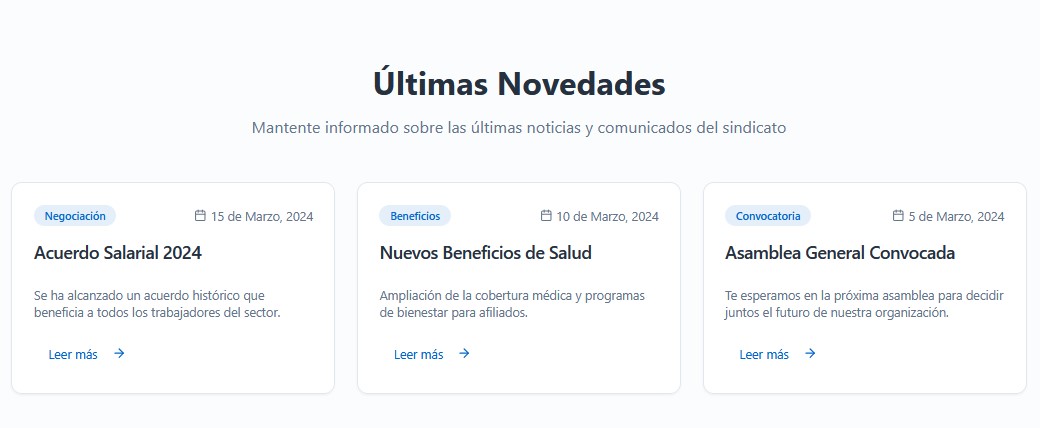 Últimas Novedades
Mantente informado sobre las últimas noticias y comunicados del sindicato
Negociación
15 de Marzo, 2024
Acuerdo Salarial 2024
Se ha alcanzado un acuerdo histórico que
beneficia a todos los trabajadores del sector.
Leer más
Beneficios
10 de Marzo, 2024
Nuevos Beneficios de Salud
Ampliación de la cobertura médica y programas
de bienestar para afiliados.
Leer más
Convocatoria
5 de Marzo, 2024
Asamblea General Convocada
Te esperamos en la próxima asamblea para decidir
juntos el futuro de nuestra organización.
Leer más